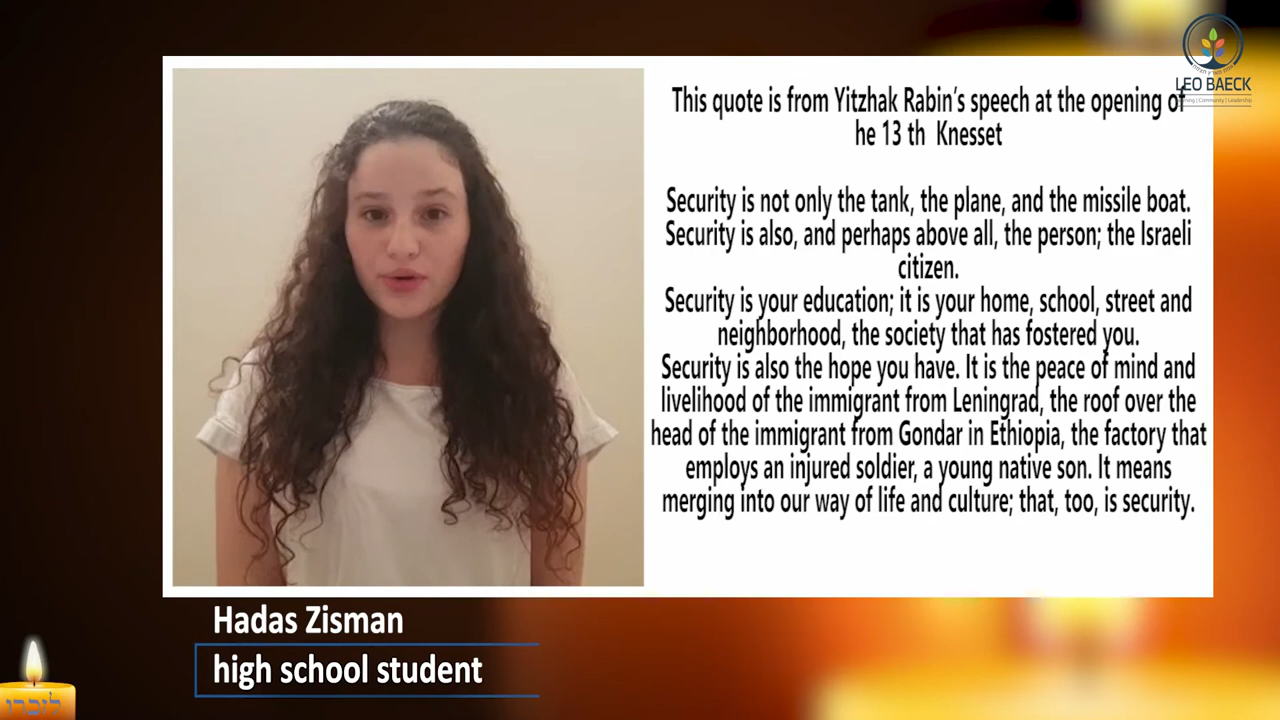 LEO BAECK
Learning | Community | Leadership
This quote is from Yitzhak Rabin's speech at the opening of
he 13 th Knesset
Security is not only the tank, the plane, and the missile boat.
Security is also, and perhaps above all, the person; the Israeli
citizen.
Security is your education; it is your home, school, street and
neighborhood, the society that has fostered you.
Security is also the hope you have. It is the peace of mind and
livelihood of the immigrant from Leningrad, the roof over the
head of the immigrant from Gondar in Ethiopia, the factory that
employs an injured soldier, a young native son. It means
merging into our way of life and culture; that, too, is security.
Hadas Zisman
high school student
לזכרו